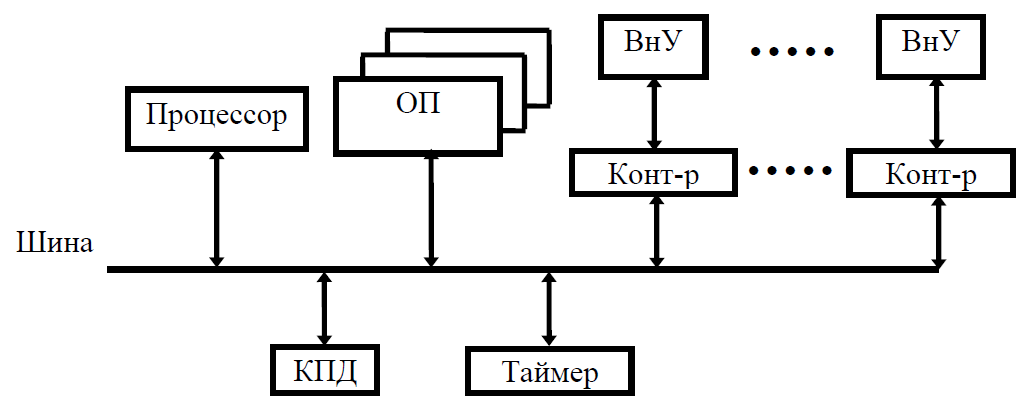 ВнУ
ВнУ
Процессор
ОП
Конт-р
Конт-р
Шина
КПД
Таймер